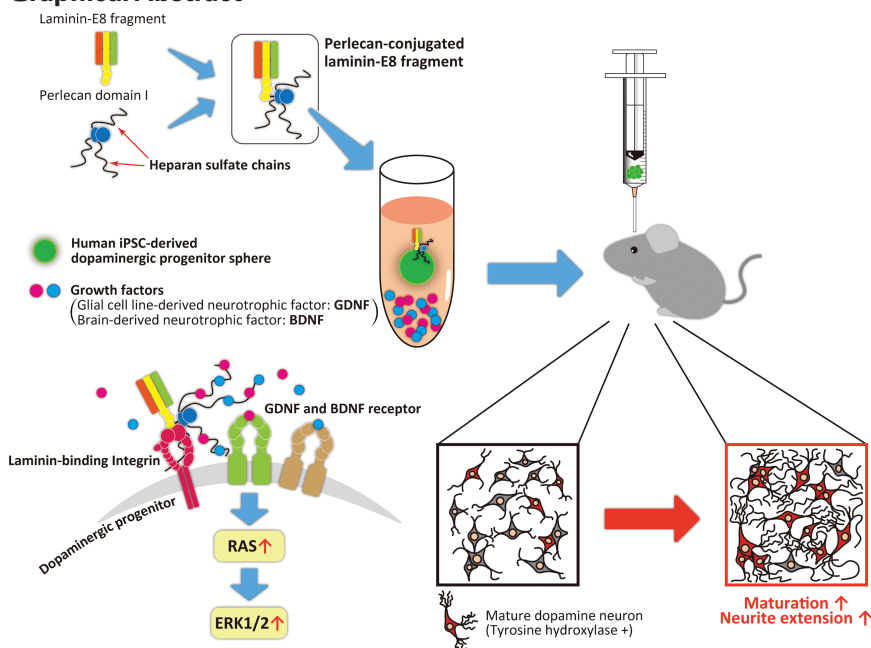 Graphical Abstract
Laminin-E8 fragment
Perlecan domain I
Heparan sulfate chains
Perlecan-conjugated
laminin-E8 fragment
Human iPSC-derived
dopaminergic progenitor sphere
Growth factors
(Glial cell line-derived neurotrophic factor: GDNF
Brain-derived neurotrophic factor: BDNF)
GDNF and BDNF receptor
Laminin-binding Integrin
Dopaminergic progenitor
RAS↑
ERK1/2↑
Mature dopamine neuron
(Tyrosine hydroxylase +)
Maturation ↑
Neurite extension ↑